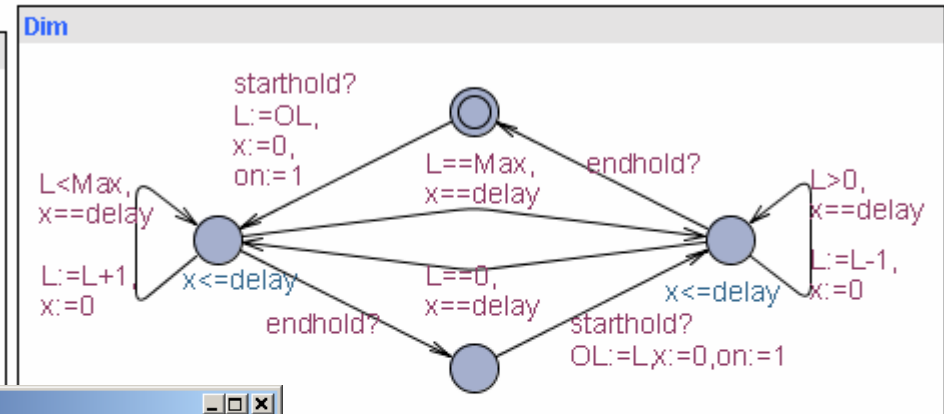 Dim
starthold?
L:=OL,
x:=0,
on:=1
L==Max,
x==delay
endhold?
L<Max,
x==delay
L>0,
x==delay
L:=L+1,
x:=0
x<=delay
L==0,
x==delay
x<=delay
L:=L-1,
x:=0
endhold?
starthold?
OL:=L,x:=0,on:=1